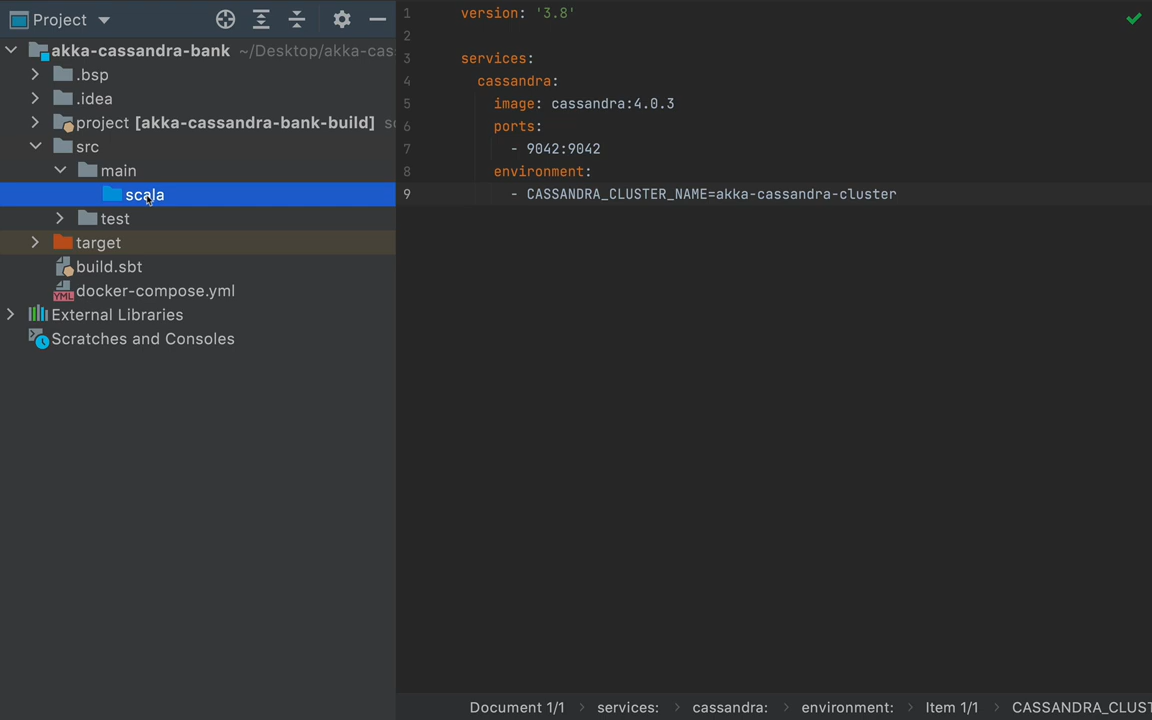 Project
akka-cassandra-bank ~/Desktop/akka-cas
.bsp
.idea
project [akka-cassandra-bank-build]
src
main
scala
test
target
build.sbt
YML docker-compose.yml
External Libraries
Scratches and Consoles
1 version: '3.8'
2
3 services:
4 cassandra:
5 image: cassandra:4.0.3
6 ports:
7 - 9042:9042
8 environment:
9 - CASSANDRA_CLUSTER_NAME=akka-cassandra-cluster
Document 1/1 › services: › cassandra: › environment: › Item 1/1 › CASSANDRA_CLUST